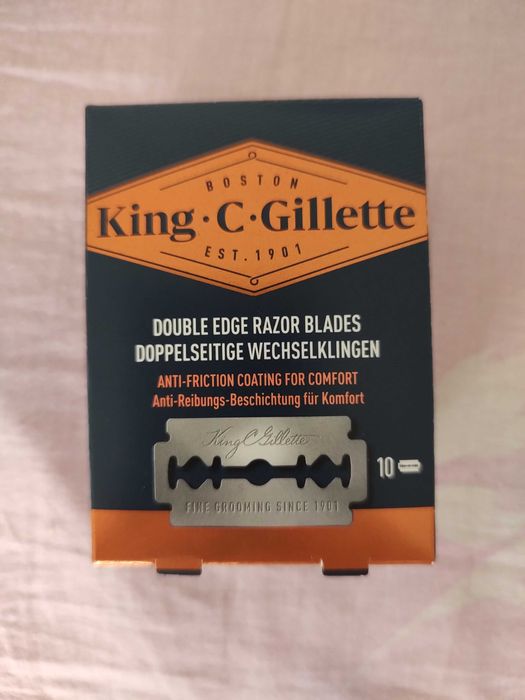 BOSTON
King·C·Gillette
EST.1901
DOUBLE EDGE RAZOR BLADES
DOPPELSEITIGE WECHSELKLINGEN
ANTI-FRICTION COATING FOR COMFORT
Anti-Reibungs-Beschichtung für Komfort
King C Gillette
10
FINE GROOMING SINCE 1901